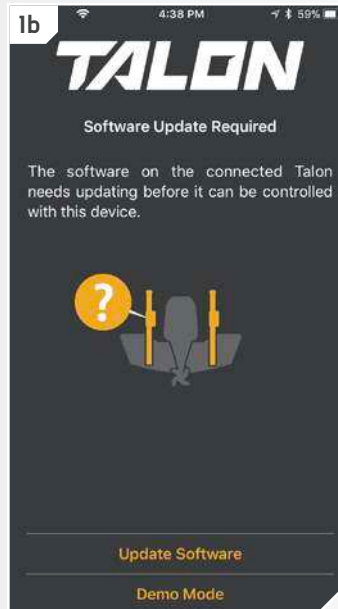 1b
4:38 PM
59%
TALON
Software Update Required
The software on the connected Talon
needs updating before it can be controlled
with this device.
?
Update Software
Demo Mode